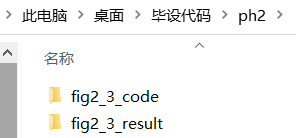 此电脑 > 桌面 > 毕设代码 > ph2 >
名称
fig2_3_code
fig2_3_result